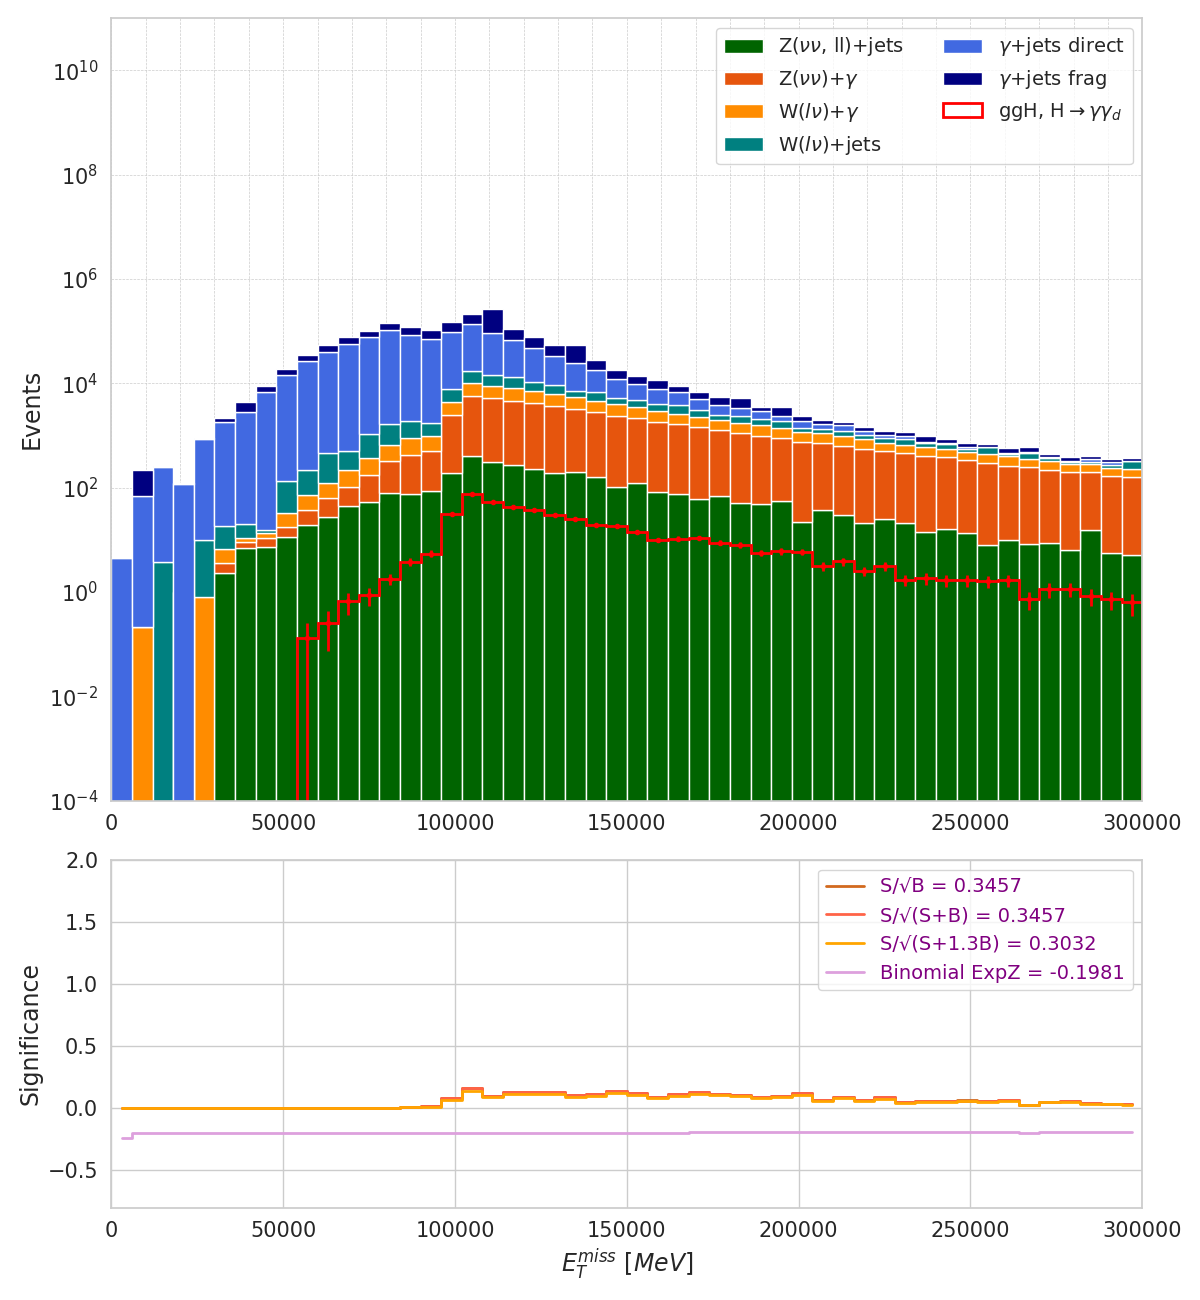 Z(νν, ll)+jets
Z(νν)+γ
W(lν)+γ
W(lν)+jets
γ+jets direct
γ+jets frag
ggH, H→γγ_d
Events
10^10
10^8
10^6
10^4
10^2
10^0
10^−2
10^−4
0 50000 100000 150000 200000 250000 300000
S/√B = 0.3457
S/√(S+B) = 0.3457
S/√(S+1.3B) = 0.3032
Binomial ExpZ = -0.1981
Significance
2.0
1.5
1.0
0.5
0.0
−0.5
0 50000 100000 150000 200000 250000 300000
E_T^miss [MeV]